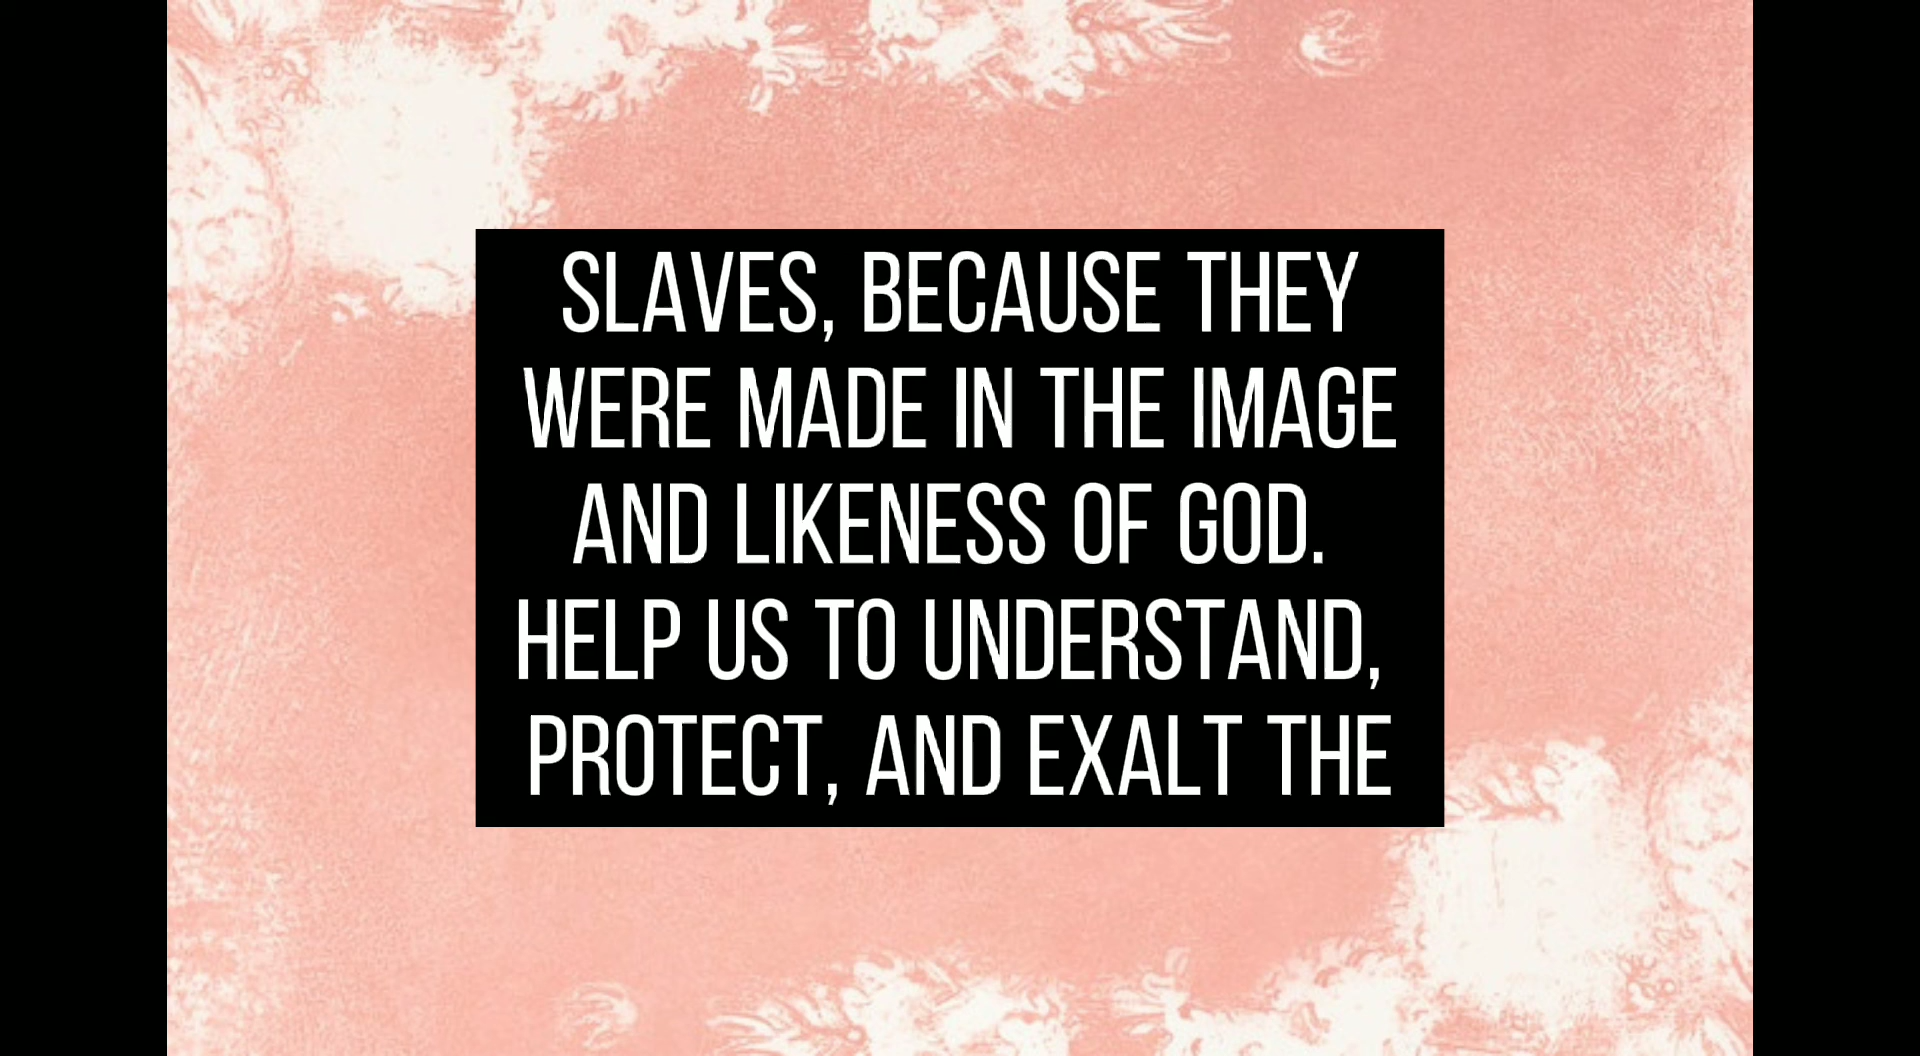 SLAVES, BECAUSE THEY
WERE MADE IN THE IMAGE
AND LIKENESS OF GOD.
HELP US TO UNDERSTAND,
PROTECT, AND EXALT THE